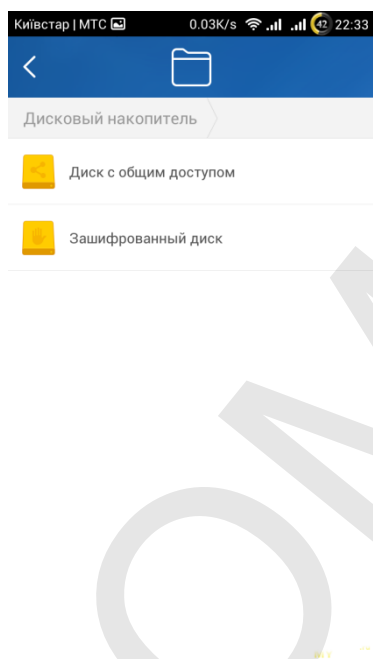 Київстар | МТС 0.03K/s 42 22:33
Дисковый накопитель
Диск с общим доступом
Зашифрованный диск